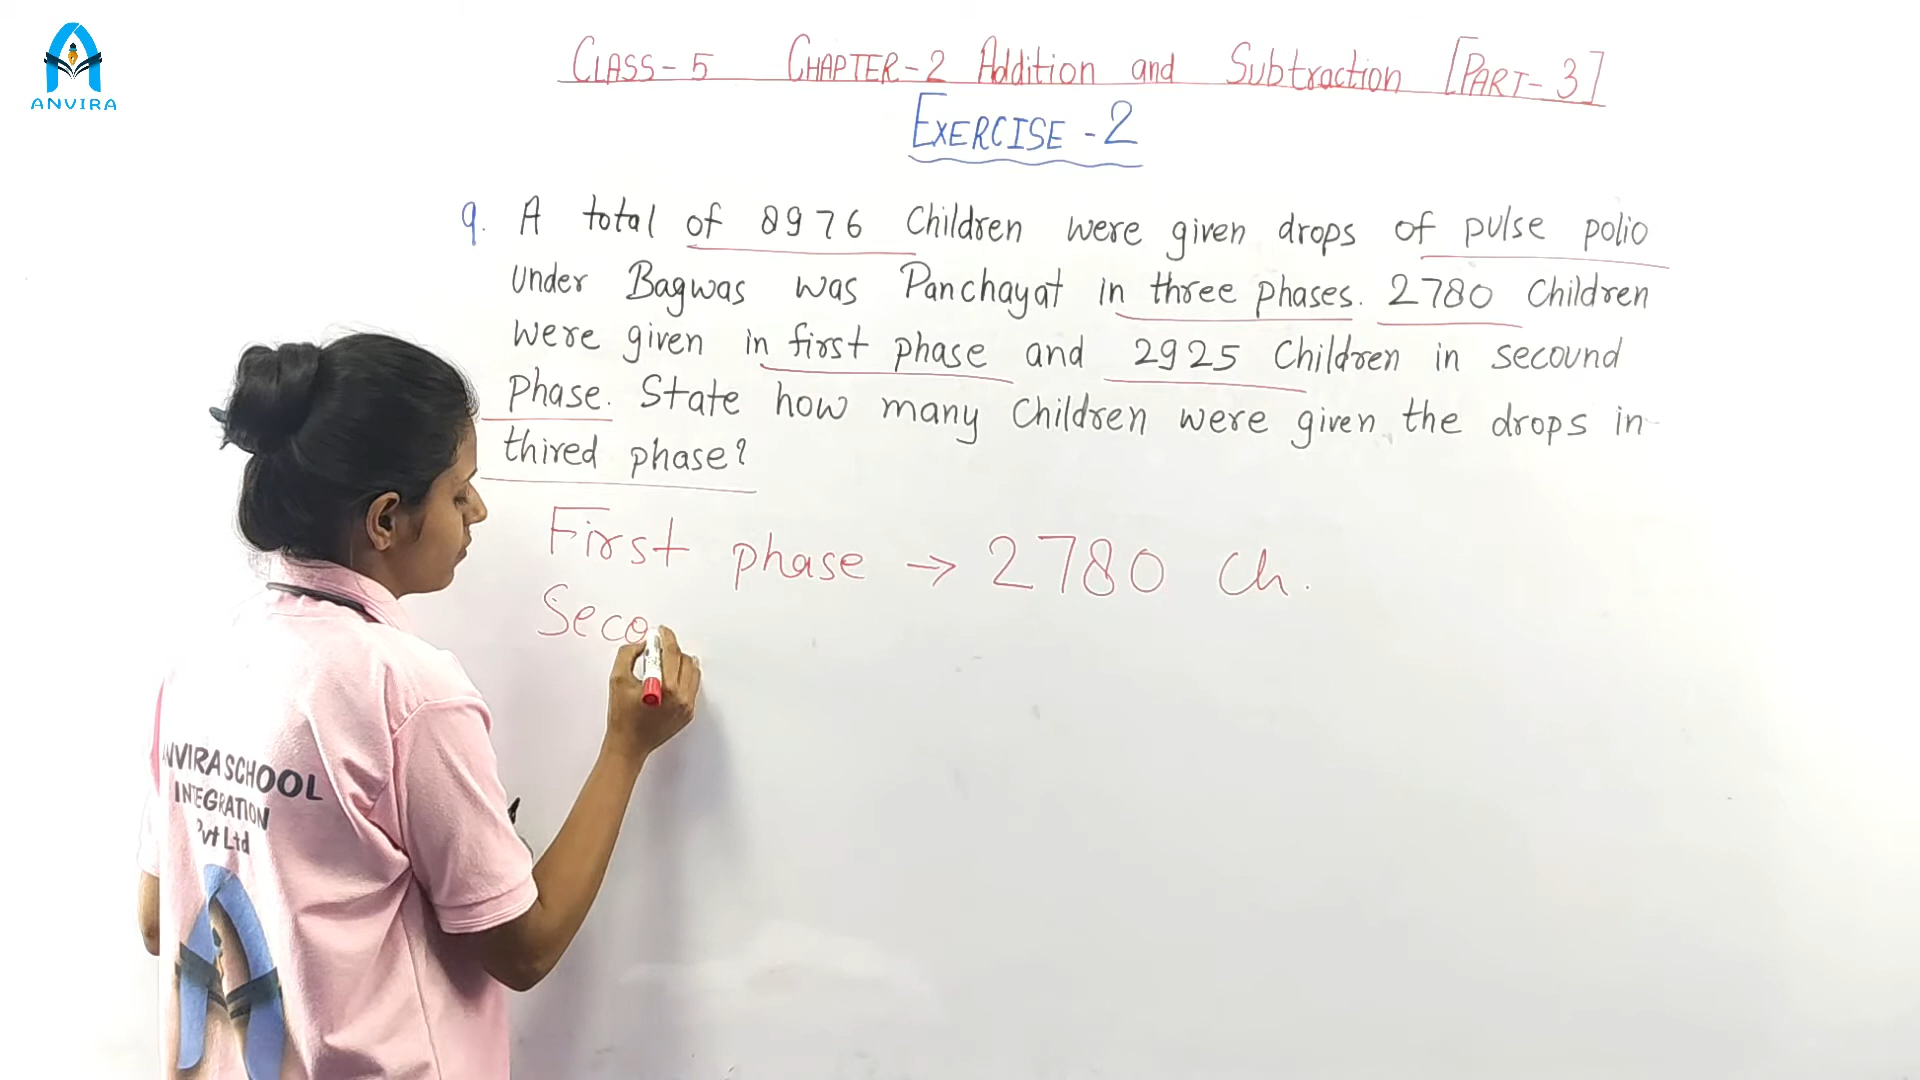 ANVIRA
CLASS-5 CHAPTER-2 Addition and Subtraction [PART-3]
EXERCISE-2
9. A total of 8976 Children were given drops of pulse polio
under Bagwas was Panchayat in three phases. 2780 Children
were given in first phase and 2925 Children in secound
Phase. State how many Children were given the drops in
thired phase?
First phase → 2780 Ch.
Seco
NVIRA SCHOOL
INTEGRATION
Pvt Ltd